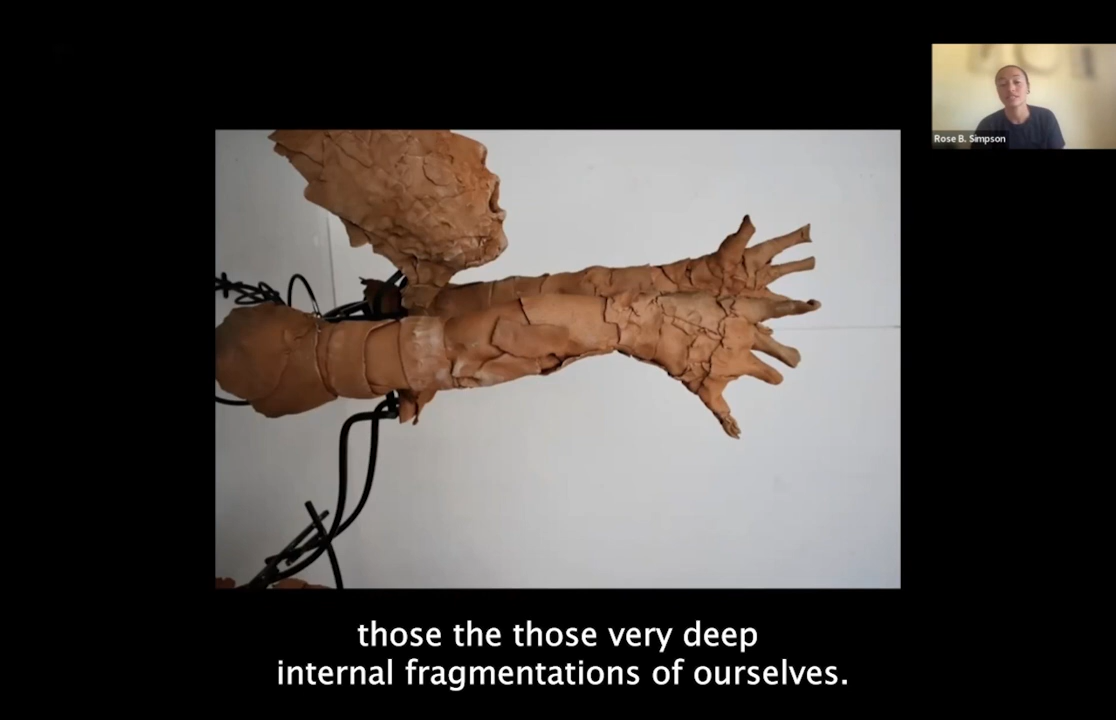 Rose B. Simpson
those the those very deep
internal fragmentations of ourselves.